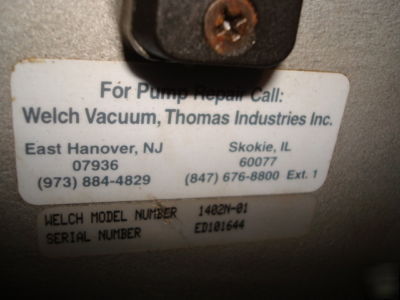 For Pump Repair Call:
Welch Vacuum, Thomas Industries Inc.
East Hanover, NJ
07936
(973) 884-4829
Skokie, IL
60077
(847) 676-8800 Ext. 1
WELCH MODEL NUMBER 1402N-01
SERIAL NUMBER ED101644